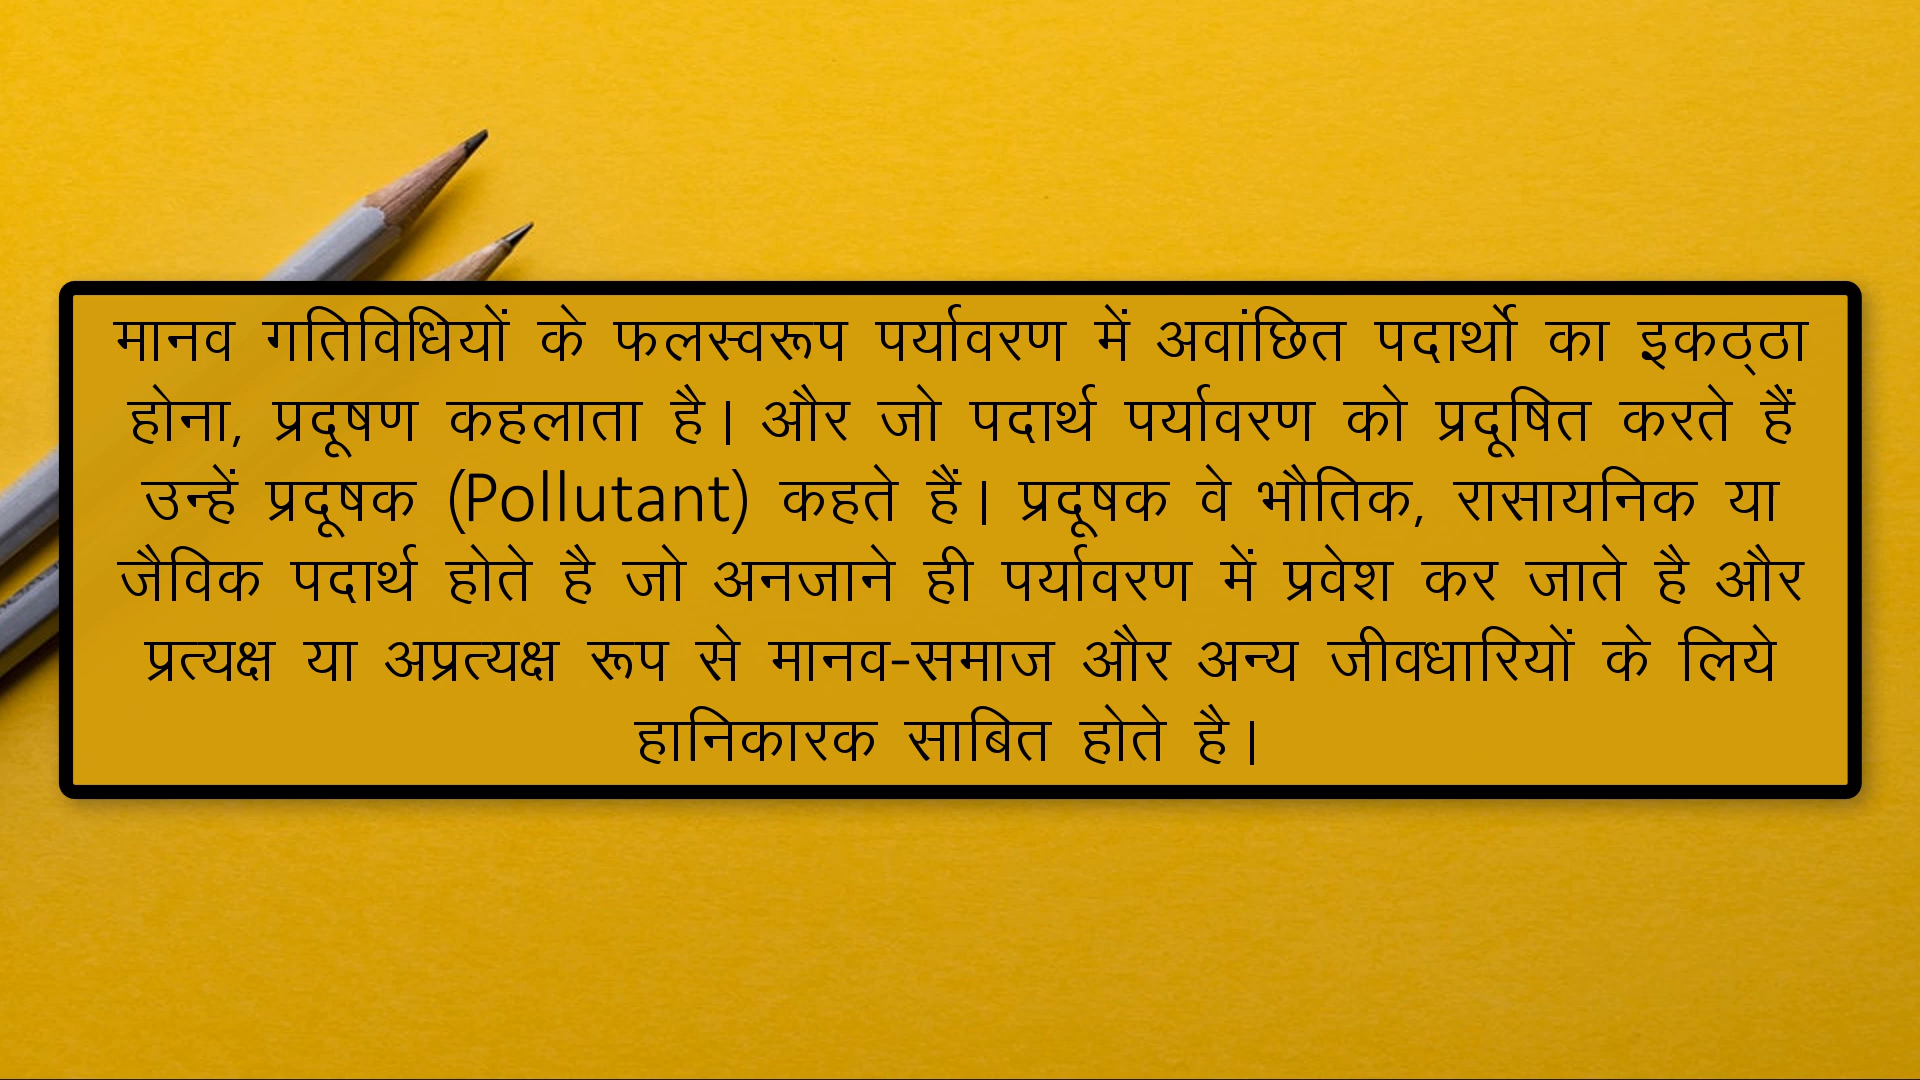 मानव गतिविधियों के फलस्वरूप पर्यावरण में अवांछित पदार्थो का इकठ्ठा
होना, प्रदूषण कहलाता है। और जो पदार्थ पर्यावरण को प्रदूषित करते हैं
उन्हें प्रदूषक (Pollutant) कहते हैं। प्रदूषक वे भौतिक, रासायनिक या
जैविक पदार्थ होते है जो अनजाने ही पर्यावरण में प्रवेश कर जाते है और
प्रत्यक्ष या अप्रत्यक्ष रूप से मानव-समाज और अन्य जीवधारियों के लिये
हानिकारक साबित होते है।